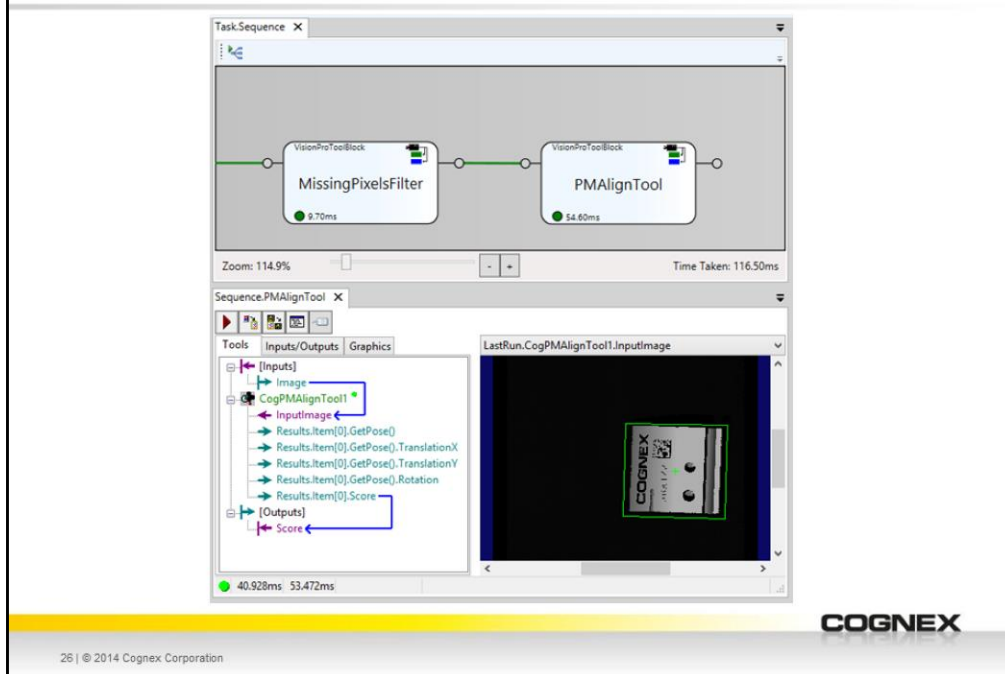 Task.Sequence X
VisionProToolBlock
MissingPixelsFilter
9.70ms
VisionProToolBlock
PMAlignTool
54.60ms
Zoom: 114.9%
- +
Time Taken: 116.50ms
Sequence.PMAlignTool X
Tools Inputs/Outputs Graphics
[Inputs]
Image
CogPMAlignTool1
InputImage
Results.Item[0].GetPose()
Results.Item[0].GetPose().TranslationX
Results.Item[0].GetPose().TranslationY
Results.Item[0].GetPose().Rotation
Results.Item[0].Score
[Outputs]
Score
LastRun.CogPMAlignTool1.InputImage
COGNEX
40.928ms 53.472ms
COGNEX
26 | © 2014 Cognex Corporation